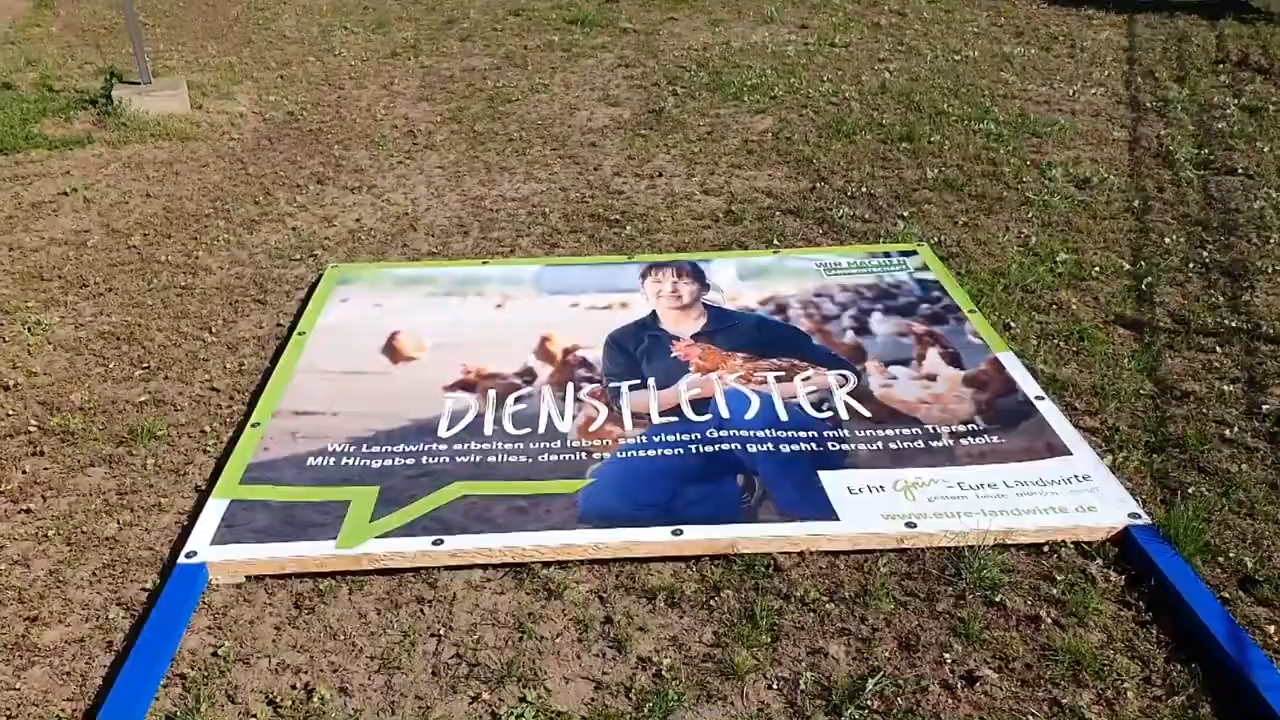 WIR MACHEN
LANDWIRTSCHAFT
DIENSTLEISTER
Wir Landwirte arbeiten und leben seit vielen Generationen mit unseren Tieren.
Mit Hingabe tun wir alles, damit es unseren Tieren gut geht. Darauf sind wir stolz.
Echt Grün - Eure Landwirte
gestern heute morgen
www.eure-landwirte.de